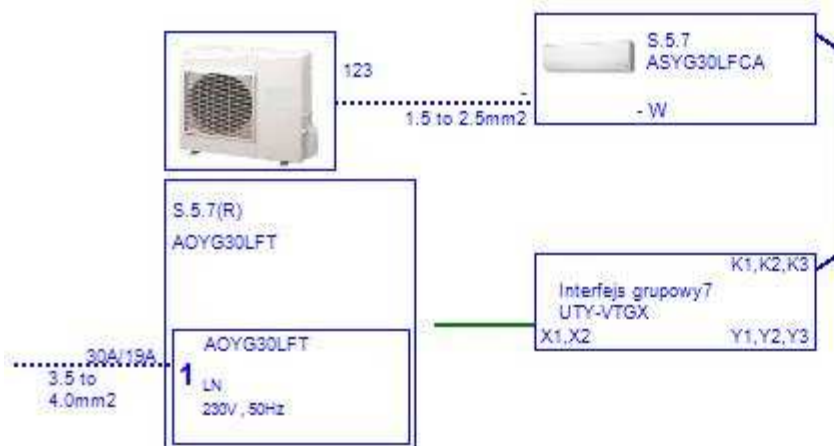 S.5.7
ASYG30LFCA
- W
123
-
1.5 to 2.5mm2
S.5.7(R)
AOYG30LFT
K1,K2,K3
Interfejs grupowy7
UTY-VTGX
X1,X2
Y1,Y2,Y3
30A/19A
3.5 to
4.0mm2
AOYG30LFT
1
LN
230V , 50Hz